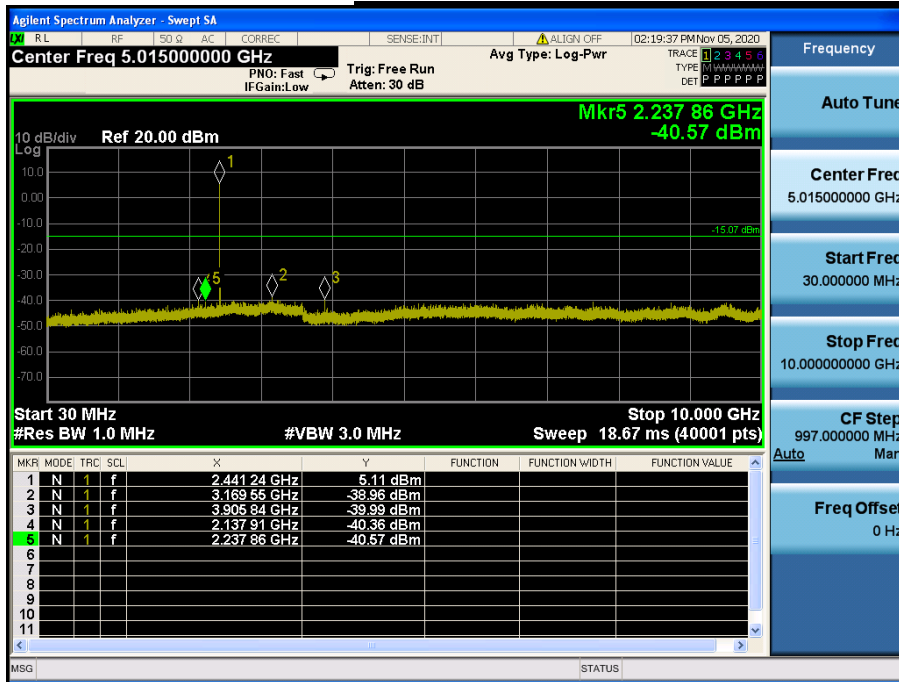 Agilent Spectrum Analyzer - Swept SA
LXI RL RF 50 Ω AC CORREC SENSE:INT ALIGN OFF 02:19:37 PM Nov 05, 2020
Center Freq 5.015000000 GHz
PNO: Fast
IFGain:Low
Trig: Free Run
Atten: 30 dB
Avg Type: Log-Pwr
TRACE 1 2 3 4 5 6
TYPE M WWWWW
DET P P P P P P
Mkr5 2.237 86 GHz
-40.57 dBm
10 dB/div Ref 20.00 dBm
Log
10.0
0.00
-10.0
-20.0
-30.0
-40.0
-50.0
-60.0
-70.0
1
-15.07 dBm
5
2
3
Start 30 MHz
Stop 10.000 GHz
#Res BW 1.0 MHz
#VBW 3.0 MHz
Sweep 18.67 ms (40001 pts)
MKR MODE TRC SCL X Y FUNCTION FUNCTION WIDTH FUNCTION VALUE
1 N 1 f 2.441 24 GHz 5.11 dBm
2 N 1 f 3.169 55 GHz -38.96 dBm
3 N 1 f 3.905 84 GHz -39.99 dBm
4 N 1 f 2.137 91 GHz -40.36 dBm
5 N 1 f 2.237 86 GHz -40.57 dBm
6
7
8
9
10
11
MSG
STATUS
Frequency
Auto Tune
Center Freq
5.015000000 GHz
Start Freq
30.000000 MHz
Stop Freq
10.000000000 GHz
CF Step
997.000000 MHz
Auto Man
Freq Offset
0 Hz